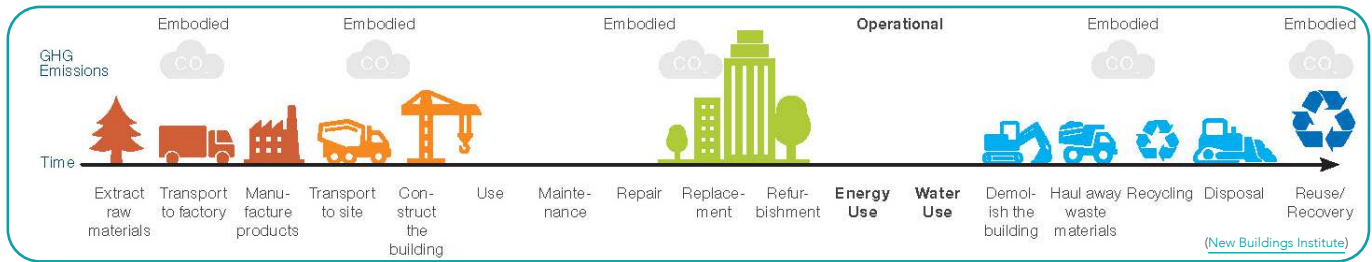 Embodied
Embodied
Embodied
Operational
Embodied
Embodied
GHG
Emissions
CO
CO
CO
CO
CO
Time
Extract
raw
materials
Transport
to factory
Manu-
facture
products
Transport
to site
Con-
struct
the
building
Use
Mainte-
nance
Repair
Replace-
ment
Refur-
bishment
Energy
Use
Water
Use
Demol-
ish the
building
Haul away
waste
materials
Recycling
Disposal
Reuse/
Recovery
(New Buildings Institute)